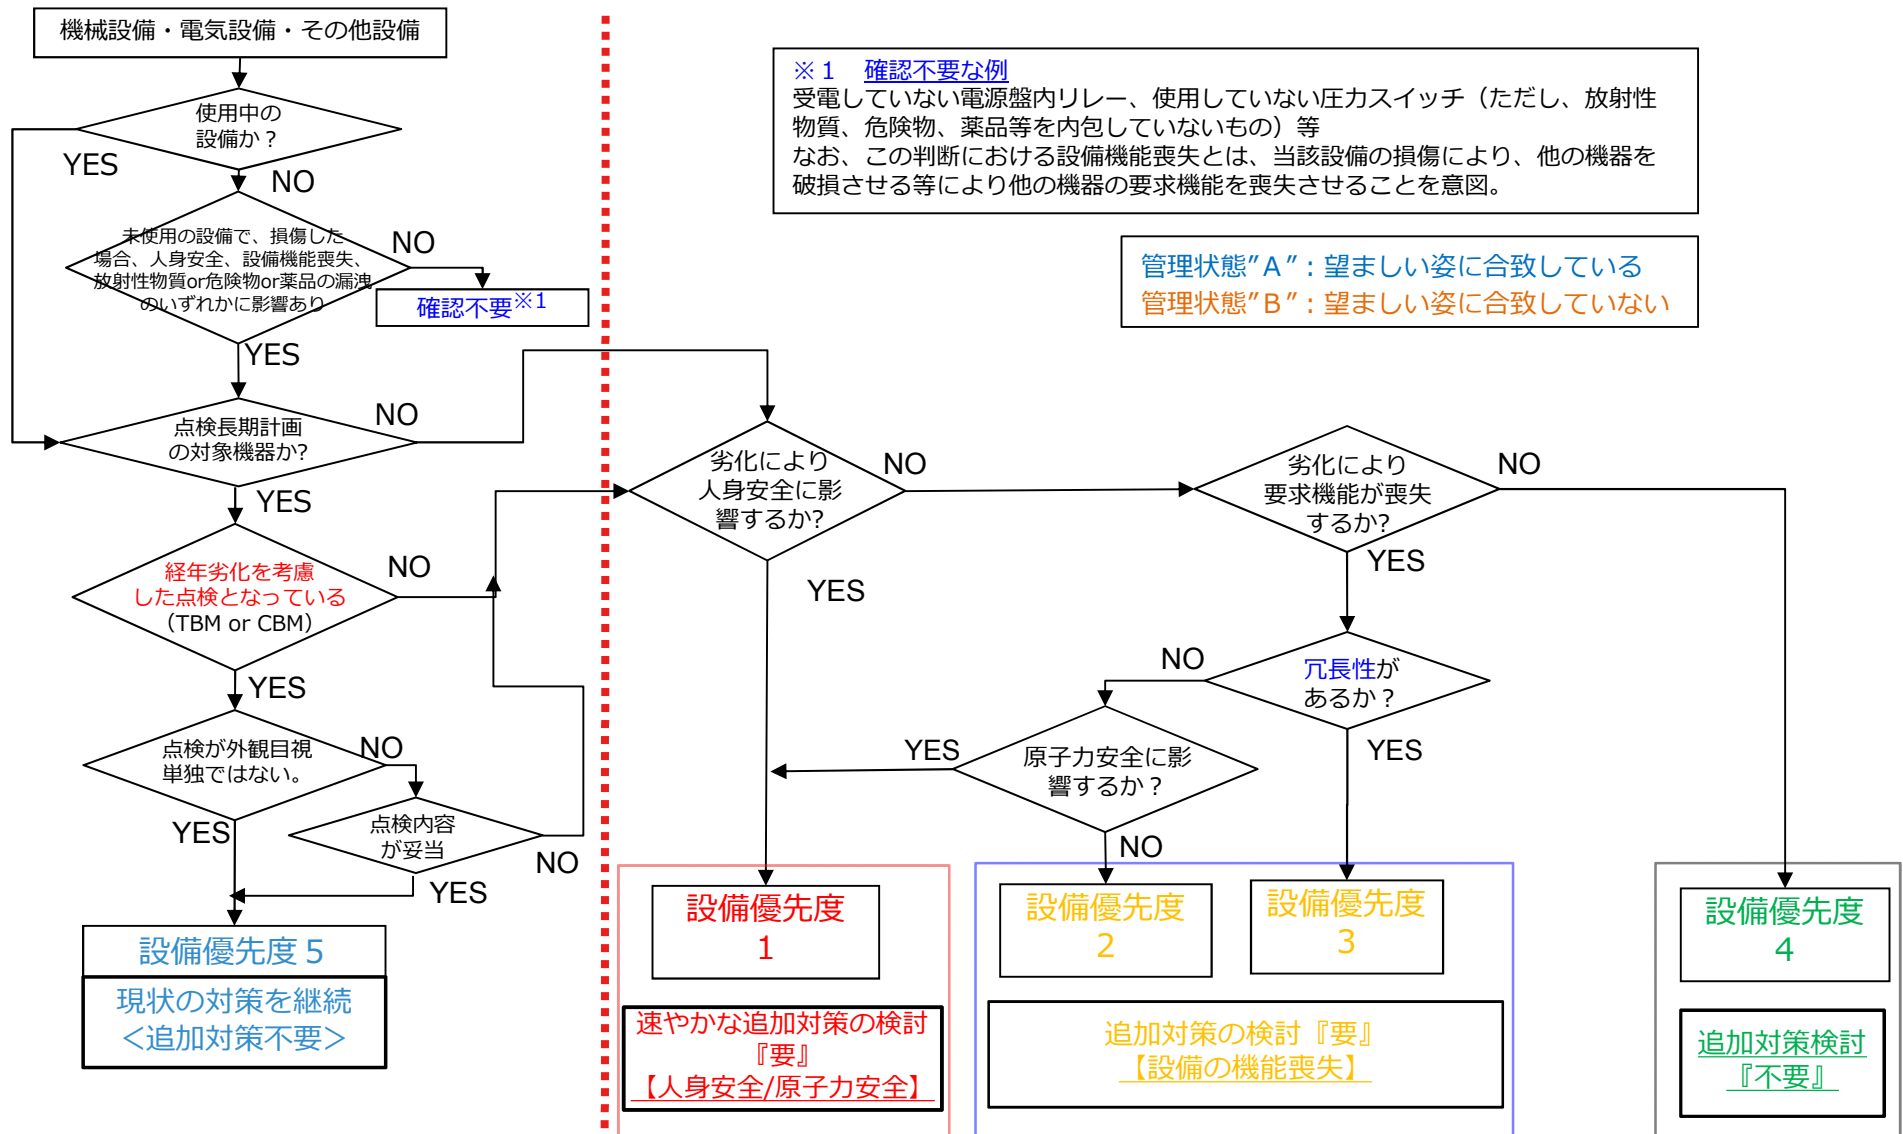 機械設備・電気設備・その他設備
使用中の
設備か？
YES
NO
未使用の設備で、損傷した
場合、人身安全、設備機能喪失、
放射性物質or危険物or薬品の漏洩
のいずれかに影響あり
NO
確認不要※1
YES
点検長期計画
の対象機器か?
NO
YES
経年劣化を考慮
した点検となっている
（TBM or CBM）
NO
YES
点検が外観目視
単独ではない。
NO
YES
点検内容
が妥当
NO
YES
設備優先度５
現状の対策を継続
＜追加対策不要＞
※１　確認不要な例
受電していない電源盤内リレー、使用していない圧力スイッチ（ただし、放射性
物質、危険物、薬品等を内包していないもの）等
なお、この判断における設備機能喪失とは、当該設備の損傷により、他の機器を
破損させる等により他の機器の要求機能を喪失させることを意図。
管理状態”Ａ”：望ましい姿に合致している
管理状態”Ｂ”：望ましい姿に合致していない
劣化により
人身安全に影
響するか?
NO
YES
劣化により
要求機能が喪失
するか?
NO
YES
冗長性が
あるか？
NO
YES
原子力安全に影
響するか？
YES
NO
設備優先度
1
速やかな追加対策の検討
『要』
【人身安全/原子力安全】
設備優先度
２
設備優先度
３
追加対策の検討『要』
【設備の機能喪失】
設備優先度
４
追加対策検討
『不要』